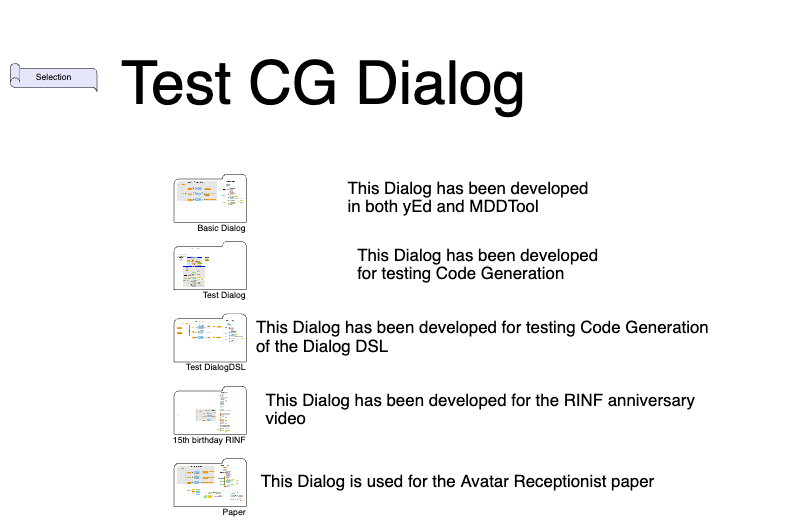 Selection
Test CG Dialog
This Dialog has been developed
in both yEd and MDDTool
Basic Dialog
This Dialog has been developed
for testing Code Generation
Test Dialog
This Dialog has been developed for testing Code Generation
of the Dialog DSL
Test DialogDSL
This Dialog has been developed for the RINF anniversary
video
15th birthday RINF
This Dialog is used for the Avatar Receptionist paper
Paper